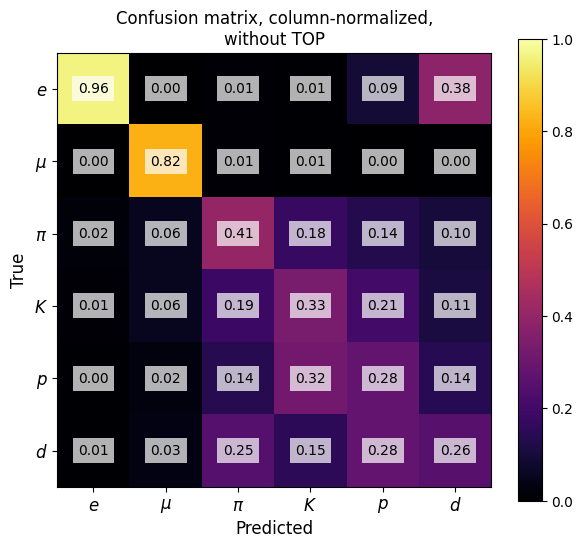 Confusion matrix, column-normalized,
without TOP
e 0.96 0.00 0.01 0.01 0.09 0.38
μ 0.00 0.82 0.01 0.01 0.00 0.00
π 0.02 0.06 0.41 0.18 0.14 0.10
K 0.01 0.06 0.19 0.33 0.21 0.11
p 0.00 0.02 0.14 0.32 0.28 0.14
d 0.01 0.03 0.25 0.15 0.28 0.26
e μ π K p d
Predicted
True
1.0
0.8
0.6
0.4
0.2
0.0